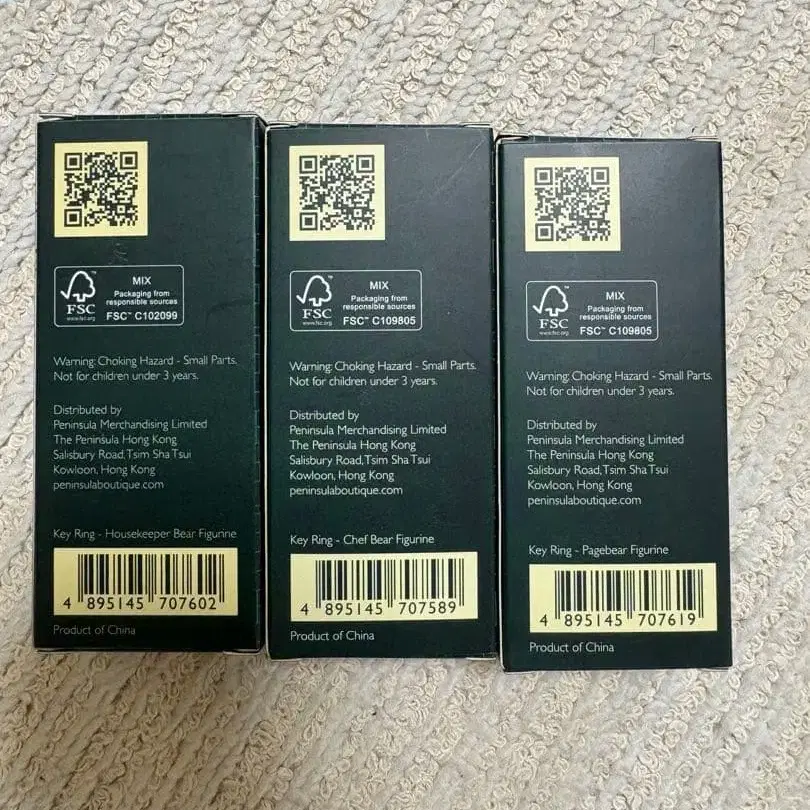 FSC™
www.fsc.org
MIX
Packaging from
responsible sources
FSC™ C102099
Warning: Choking Hazard - Small Parts.
Not for children under 3 years.
Distributed by
Peninsula Merchandising Limited
The Peninsula Hong Kong
Salisbury Road, Tsim Sha Tsui
Kowloon, Hong Kong
peninsulaboutique.com
Key Ring - Housekeeper Bear Figurine
4 895145 707602
Product of China
FSC™
www.fsc.org
MIX
Packaging from
responsible sources
FSC™ C109805
Warning: Choking Hazard - Small Parts.
Not for children under 3 years.
Distributed by
Peninsula Merchandising Limited
The Peninsula Hong Kong
Salisbury Road, Tsim Sha Tsui
Kowloon, Hong Kong
peninsulaboutique.com
Key Ring - Chef Bear Figurine
4 895145 707589
Product of China
FSC™
www.fsc.org
MIX
Packaging from
responsible sources
FSC™ C109805
Warning: Choking Hazard - Small Parts.
Not for children under 3 years.
Distributed by
Peninsula Merchandising Limited
The Peninsula Hong Kong
Salisbury Road, Tsim Sha Tsui
Kowloon, Hong Kong
peninsulaboutique.com
Key Ring - Pagebear Figurine
4 895145 707619
Product of China